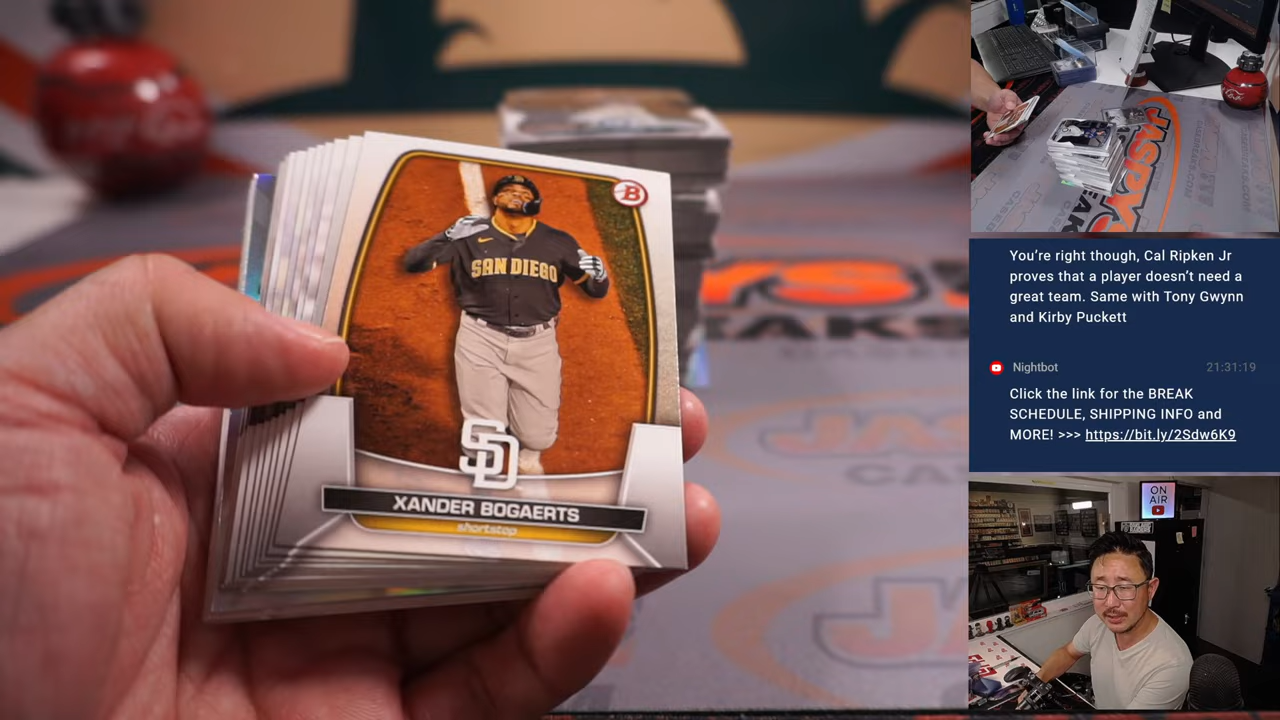 B
SAN DIEGO
SD
XANDER BOGAERTS
shortstop
JASPY'S
CASEB
You're right though, Cal Ripken Jr
proves that a player doesn't need a
great team. Same with Tony Gwynn
and Kirby Puckett
Nightbot
21:31:19
Click the link for the BREAK
SCHEDULE, SHIPPING INFO and
MORE! >>> https://bit.ly/2Sdw6K9
ON
AIR